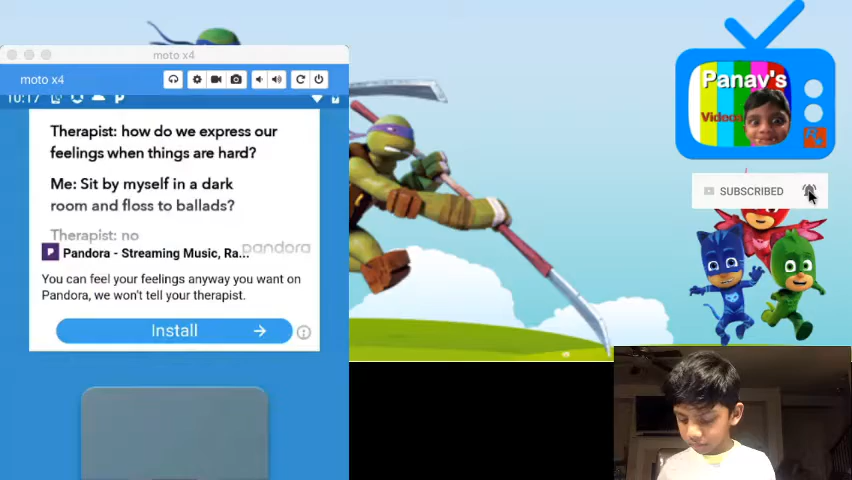 moto x4
moto x4
10:17
Therapist: how do we express our
feelings when things are hard?
Me: Sit by myself in a dark
room and floss to ballads?
Therapist: no
pandora
Pandora - Streaming Music, Ra...
You can feel your feelings anyway you want on
Pandora, we won't tell your therapist.
Install
Panav's
Videos
SUBSCRIBED